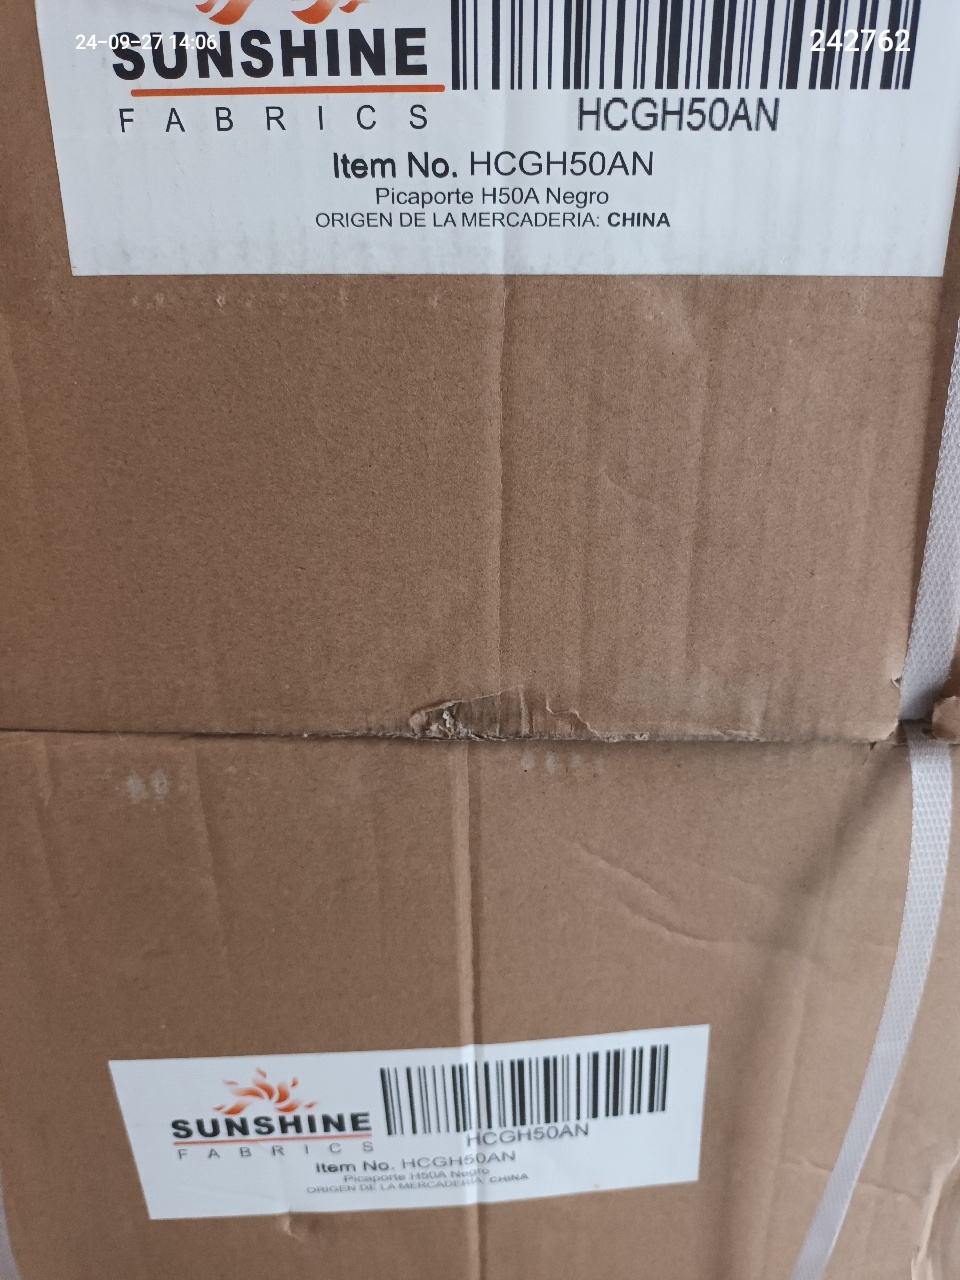 24-09-27 14:06
242762
SUNSHINE
FABRICS
HCGH50AN
Item No. HCGH50AN
Picaporte H50A Negro
ORIGEN DE LA MERCADERIA: CHINA
SUNSHINE
FABRICS
HCGH50AN
Item No. HCGH50AN
Picaporte H50A Negro
ORIGEN DE LA MERCADERIA: CHINA